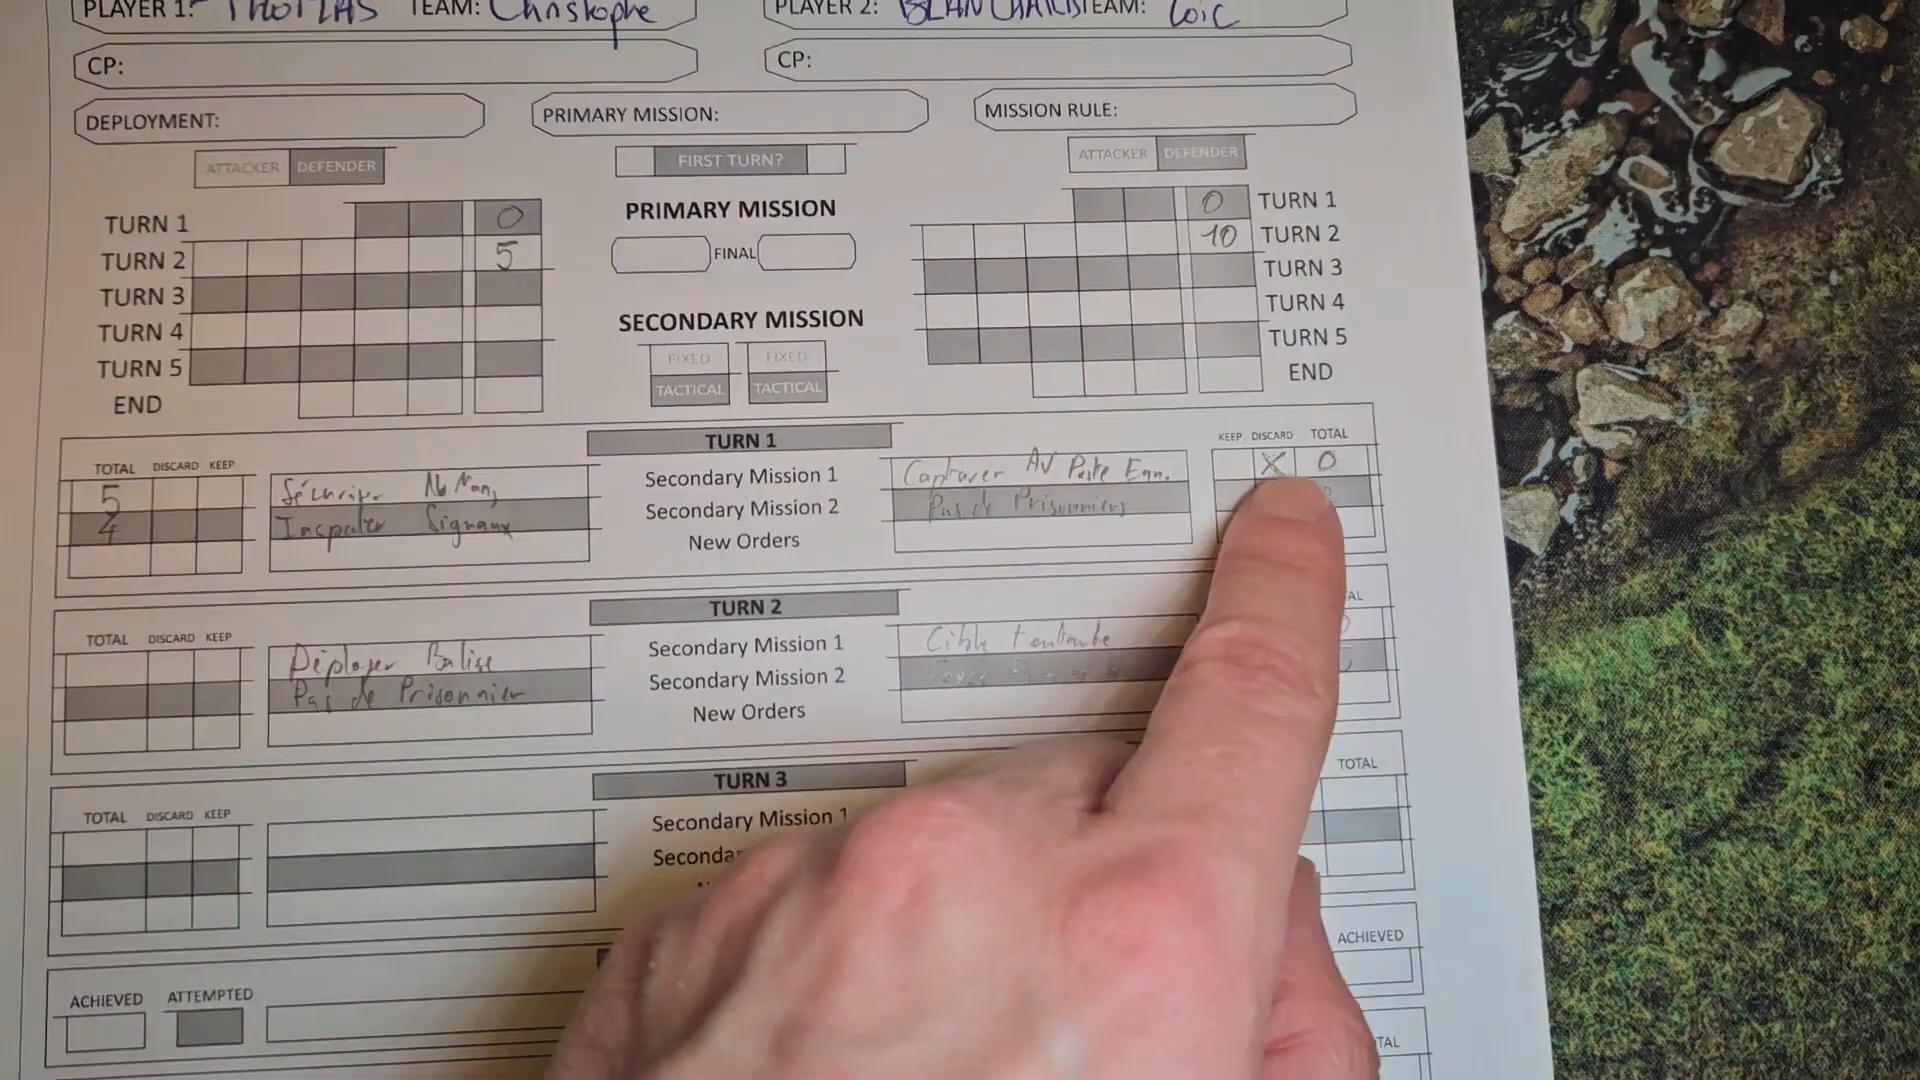 PLAYER 1: THOMAS TEAM: Christophe
PLAYER 2: BLANCHARD TEAM: Loïc
CP:
CP:
DEPLOYMENT:
PRIMARY MISSION:
MISSION RULE:
ATTACKER DEFENDER
FIRST TURN?
ATTACKER DEFENDER
TURN 1 0
TURN 2 5
TURN 3
TURN 4
TURN 5
END
PRIMARY MISSION
FINAL
SECONDARY MISSION
FIXED FIXED
TACTICAL TACTICAL
0 TURN 1
10 TURN 2
TURN 3
TURN 4
TURN 5
END
TURN 1
TOTAL DISCARD KEEP
KEEP DISCARD TOTAL
5 Sécuriser Secondary Mission 1 Capturer AV Poste Enn. X 0
4 Inspecter Signaux Secondary Mission 2 Pas de Prisonniers
New Orders
TURN 2
TOTAL DISCARD KEEP
AL
Déployer Balise Secondary Mission 1 Cible
Pas de Prisonnier Secondary Mission 2
New Orders
TURN 3
TOTAL DISCARD KEEP
TOTAL
Secondary Mission 1
Seconda
ACHIEVED ATTEMPTED
ACHIEVED
TAL